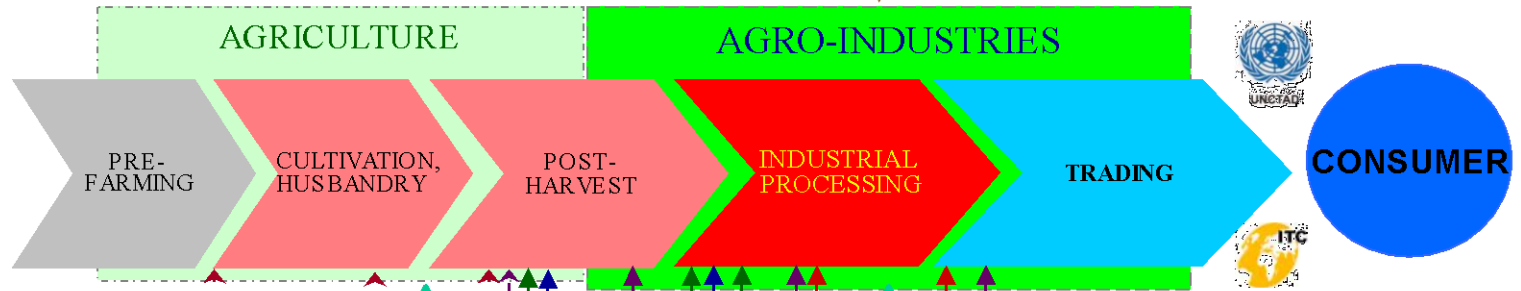 AGRICULTURE
AGRO-INDUSTRIES
PRE-
FARMING
CULTIVATION,
HUSBANDRY
POST-
HARVEST
INDUSTRIAL
PROCESSING
TRADING
UNCTAD
ITC
CONSUMER